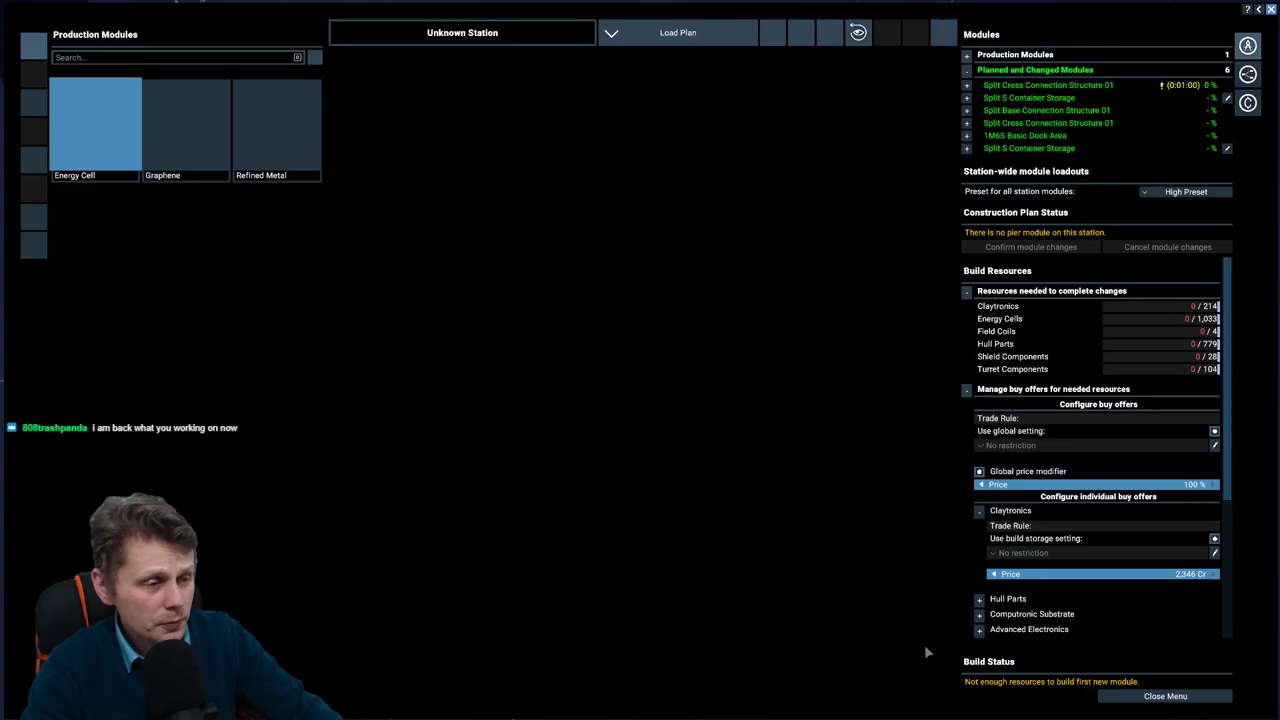 Production Modules
Search...
Energy Cell
Graphene
Refined Metal
Unknown Station
Load Plan
808trashpanda i am back what you working on now
Modules
Production Modules 1
Planned and Changed Modules 6
Split Cross Connection Structure 01 ! (0:01:00) 0 %
Split S Container Storage - %
Split Base Connection Structure 01 - %
Split Cross Connection Structure 01 - %
1M6S Basic Dock Area - %
Split S Container Storage - %
Station-wide module loadouts
Preset for all station modules: High Preset
Construction Plan Status
There is no pier module on this station.
Confirm module changes Cancel module changes
Build Resources
Resources needed to complete changes
Claytronics 0 / 214
Energy Cells 0 / 1,033
Field Coils 0 / 4
Hull Parts 0 / 779
Shield Components 0 / 28
Turret Components 0 / 104
Manage buy offers for needed resources
Configure buy offers
Trade Rule:
Use global setting:
No restriction
Global price modifier
Price 100 %
Configure individual buy offers
Claytronics
Trade Rule:
Use build storage setting:
No restriction
Price 2,346 Cr
Hull Parts
Computronic Substrate
Advanced Electronics
Build Status
Not enough resources to build first new module.
Close Menu